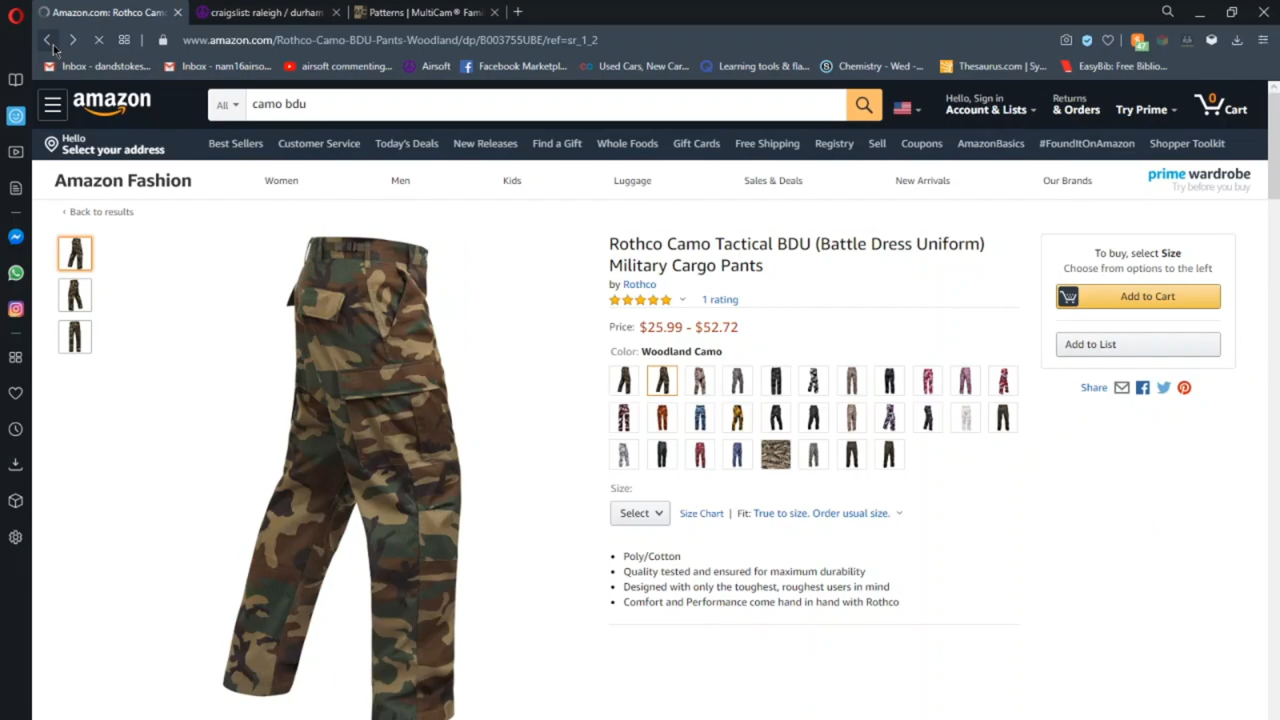 Amazon.com: Rothco Camo
craigslist: raleigh / durham
Patterns | MultiCam® Fami
www.amazon.com/Rothco-Camo-BDU-Pants-Woodland/dp/B003755UBE/ref=sr_1_2
47
Inbox - dandstokes...
Inbox - nam16airso...
airsoft commenting...
Airsoft
Facebook Marketpl...
Used Cars, New Car...
Learning tools & fla...
Chemistry - Wed -...
Thesaurus.com | Sy...
EasyBib: Free Biblio...
amazon
All
camo bdu
Hello, Sign in
Account & Lists
Returns
& Orders
Try Prime
0
Cart
Hello
Select your address
Best Sellers
Customer Service
Today's Deals
New Releases
Find a Gift
Whole Foods
Gift Cards
Free Shipping
Registry
Sell
Coupons
AmazonBasics
#FoundItOnAmazon
Shopper Toolkit
Amazon Fashion
Women
Men
Kids
Luggage
Sales & Deals
New Arrivals
Our Brands
prime wardrobe
Try before you buy
‹ Back to results
Rothco Camo Tactical BDU (Battle Dress Uniform)
Military Cargo Pants
by Rothco
1 rating
Price: $25.99 - $52.72
Color: Woodland Camo
Size:
Select
Size Chart | Fit: True to size. Order usual size.
• Poly/Cotton
• Quality tested and ensured for maximum durability
• Designed with only the toughest, roughest users in mind
• Comfort and Performance come hand in hand with Rothco
To buy, select Size
Choose from options to the left
Add to Cart
Add to List
Share